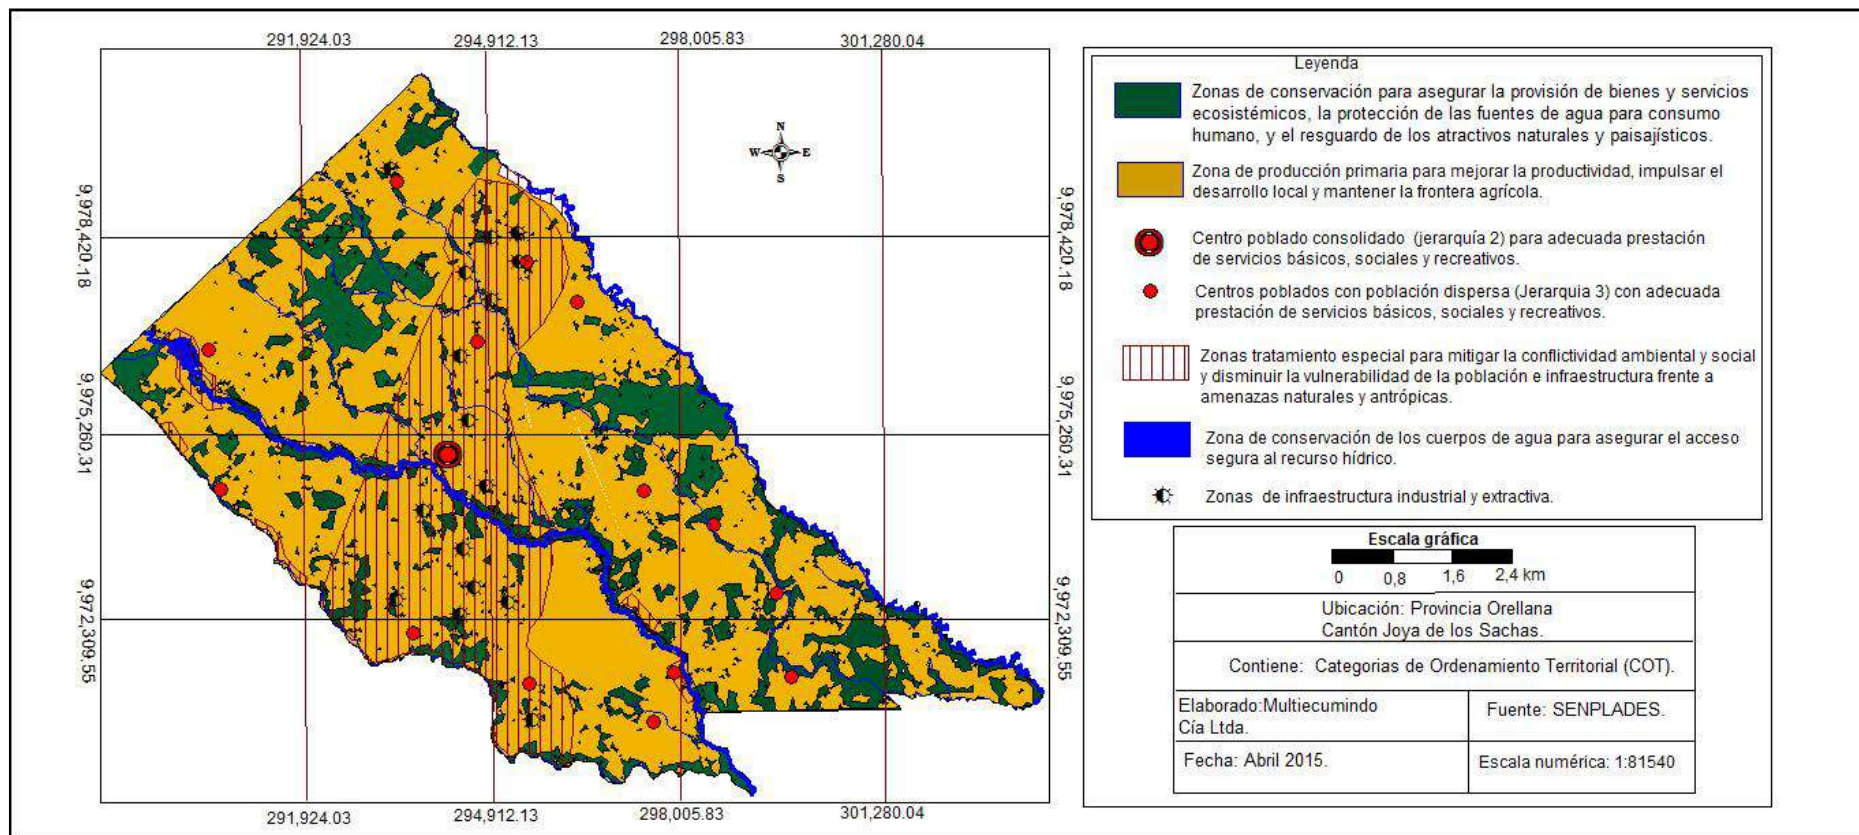 291,924.03
294,912.13
298,005.83
301,280.04
9,978,420.18
9,975,260.31
9,972,309.55
N
W
E
S
9,978,420.18
9,975,260.31
9,972,309.55
291,924.03
294,912.13
298,005.83
301,280.04
Leyenda
Zonas de conservación para asegurar la provisión de bienes y servicios
ecosistémicos, la protección de las fuentes de agua para consumo
humano, y el resguardo de los atractivos naturales y paisajísticos.
Zona de producción primaria para mejorar la productividad, impulsar el
desarrollo local y mantener la frontera agrícola.
Centro poblado consolidado (jerarquía 2) para adecuada prestación
de servicios básicos, sociales y recreativos.
Centros poblados con población dispersa (Jerarquia 3) con adecuada
prestación de servicios básicos, sociales y recreativos.
Zonas tratamiento especial para mitigar la conflictividad ambiental y social
y disminuir la vulnerabilidad de la población e infraestructura frente a
amenazas naturales y antrópicas.
Zona de conservación de los cuerpos de agua para asegurar el acceso
segura al recurso hídrico.
Zonas de infraestructura industrial y extractiva.
Escala gráfica
0 0,8 1,6 2,4 km
Ubicación: Provincia Orellana
Cantón Joya de los Sachas.
Contiene: Categorias de Ordenamiento Territorial (COT).
Elaborado:Multiecumindo
Cía Ltda.
Fuente: SENPLADES.
Fecha: Abril 2015.
Escala numérica: 1:81540